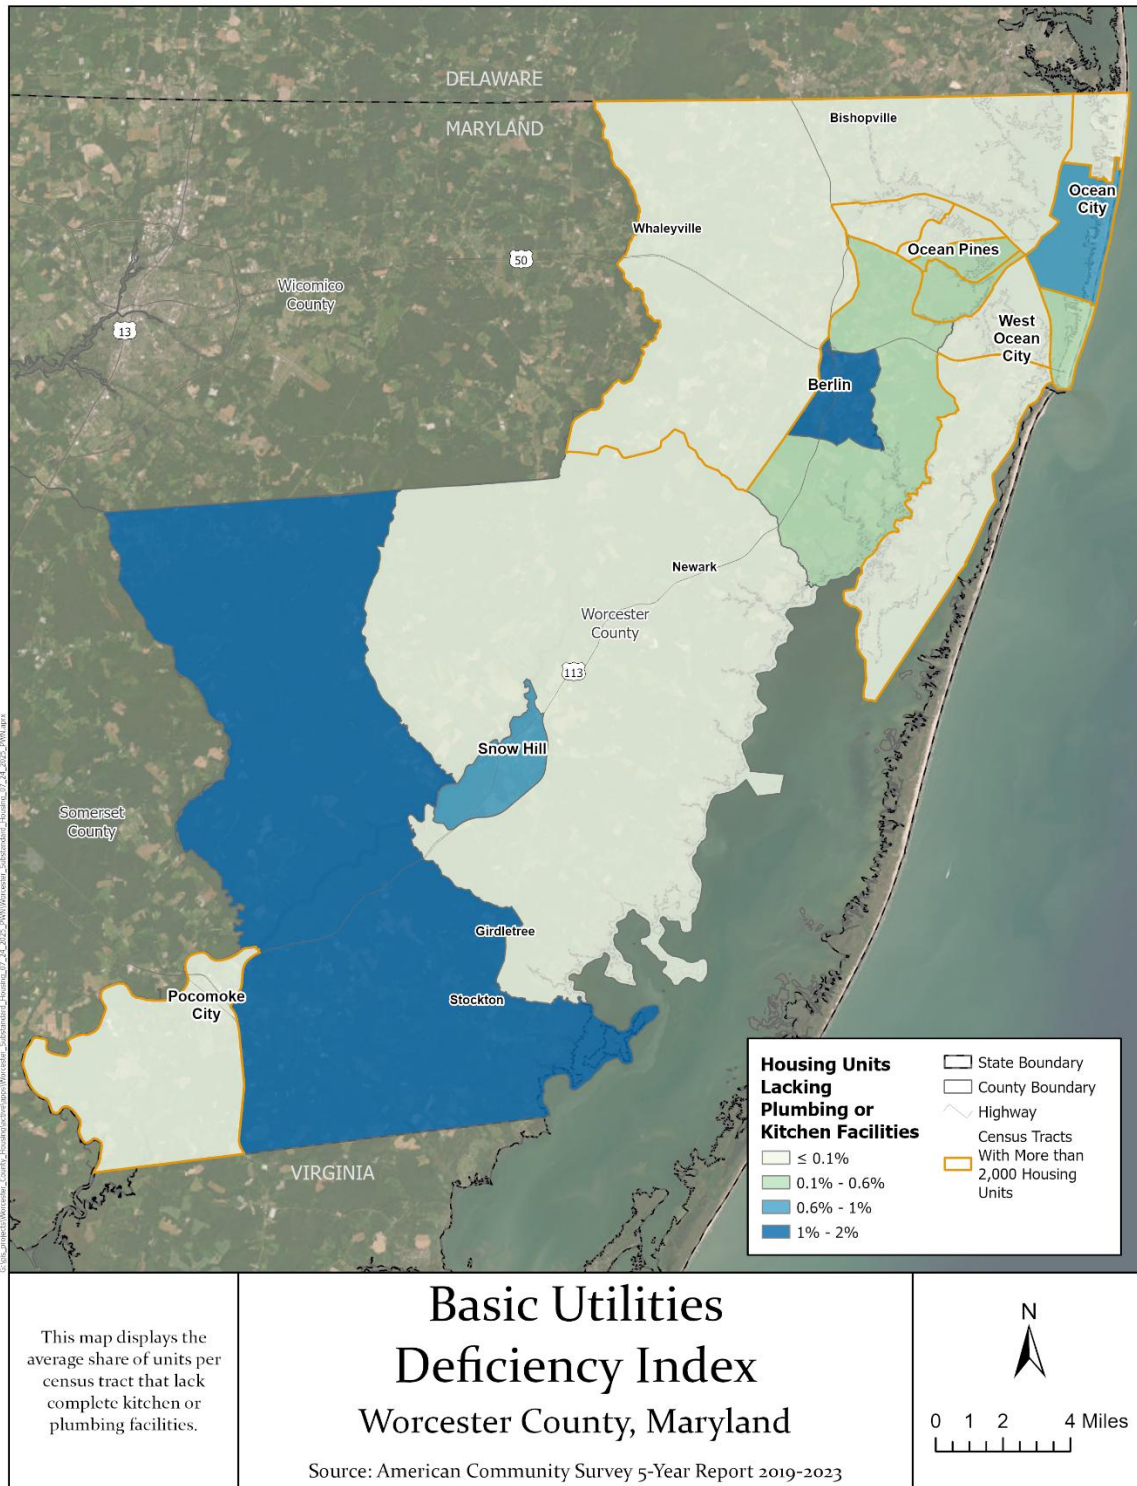 DELAWARE
MARYLAND
Bishopville
Ocean
City
Whaleyville
Ocean Pines
50
Wicomico
County
13
West
Ocean
City
Berlin
Newark
Worcester
County
113
Snow Hill
Somerset
County
Girdletree
Stockton
Pocomoke
City
VIRGINIA
Housing Units
Lacking
Plumbing or
Kitchen Facilities
≤ 0.1%
0.1% - 0.6%
0.6% - 1%
1% - 2%
State Boundary
County Boundary
Highway
Census Tracts
With More than
2,000 Housing
Units
This map displays the
average share of units per
census tract that lack
complete kitchen or
plumbing facilities.
Basic Utilities
Deficiency Index
Worcester County, Maryland
Source: American Community Survey 5-Year Report 2019-2023
N
0 1 2 4 Miles